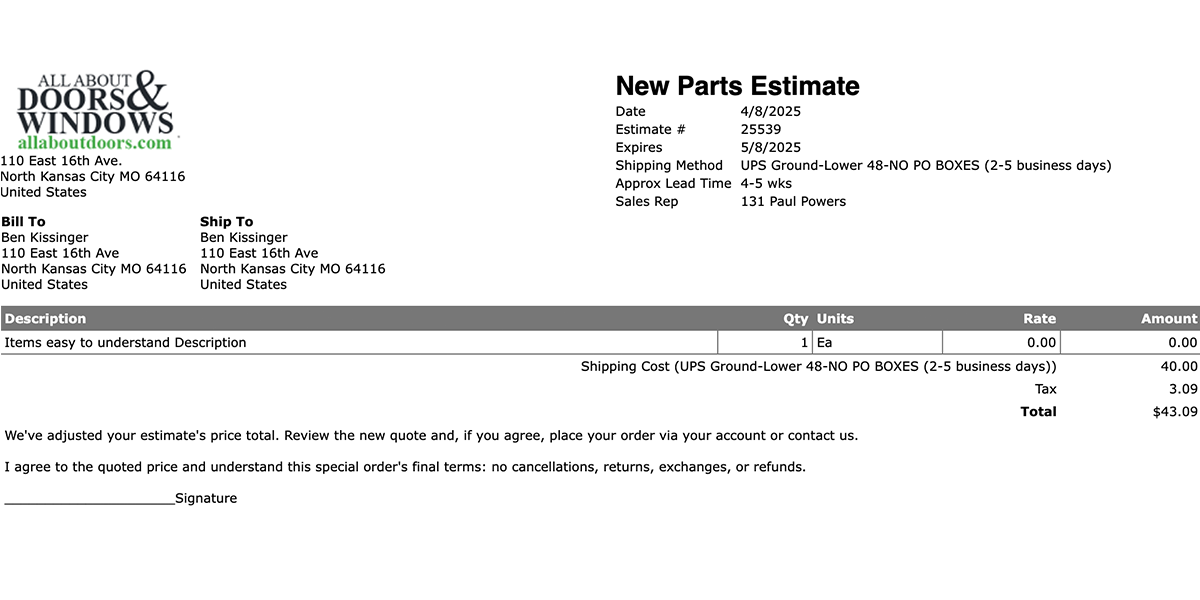 ALL ABOUT
DOORS&
WINDOWS
allaboutdoors.com
110 East 16th Ave.
North Kansas City MO 64116
United States
New Parts Estimate
Date 4/8/2025
Estimate # 25539
Expires 5/8/2025
Shipping Method UPS Ground-Lower 48-NO PO BOXES (2-5 business days)
Approx Lead Time 4-5 wks
Sales Rep 131 Paul Powers
Bill To
Ben Kissinger
110 East 16th Ave
North Kansas City MO 64116
United States
Ship To
Ben Kissinger
110 East 16th Ave
North Kansas City MO 64116
United States
Description Qty Units Rate Amount
Items easy to understand Description 1 Ea 0.00 0.00
Shipping Cost (UPS Ground-Lower 48-NO PO BOXES (2-5 business days)) 40.00
Tax 3.09
Total $43.09
We've adjusted your estimate's price total. Review the new quote and, if you agree, place your order via your account or contact us.
I agree to the quoted price and understand this special order's final terms: no cancellations, returns, exchanges, or refunds.
Signature